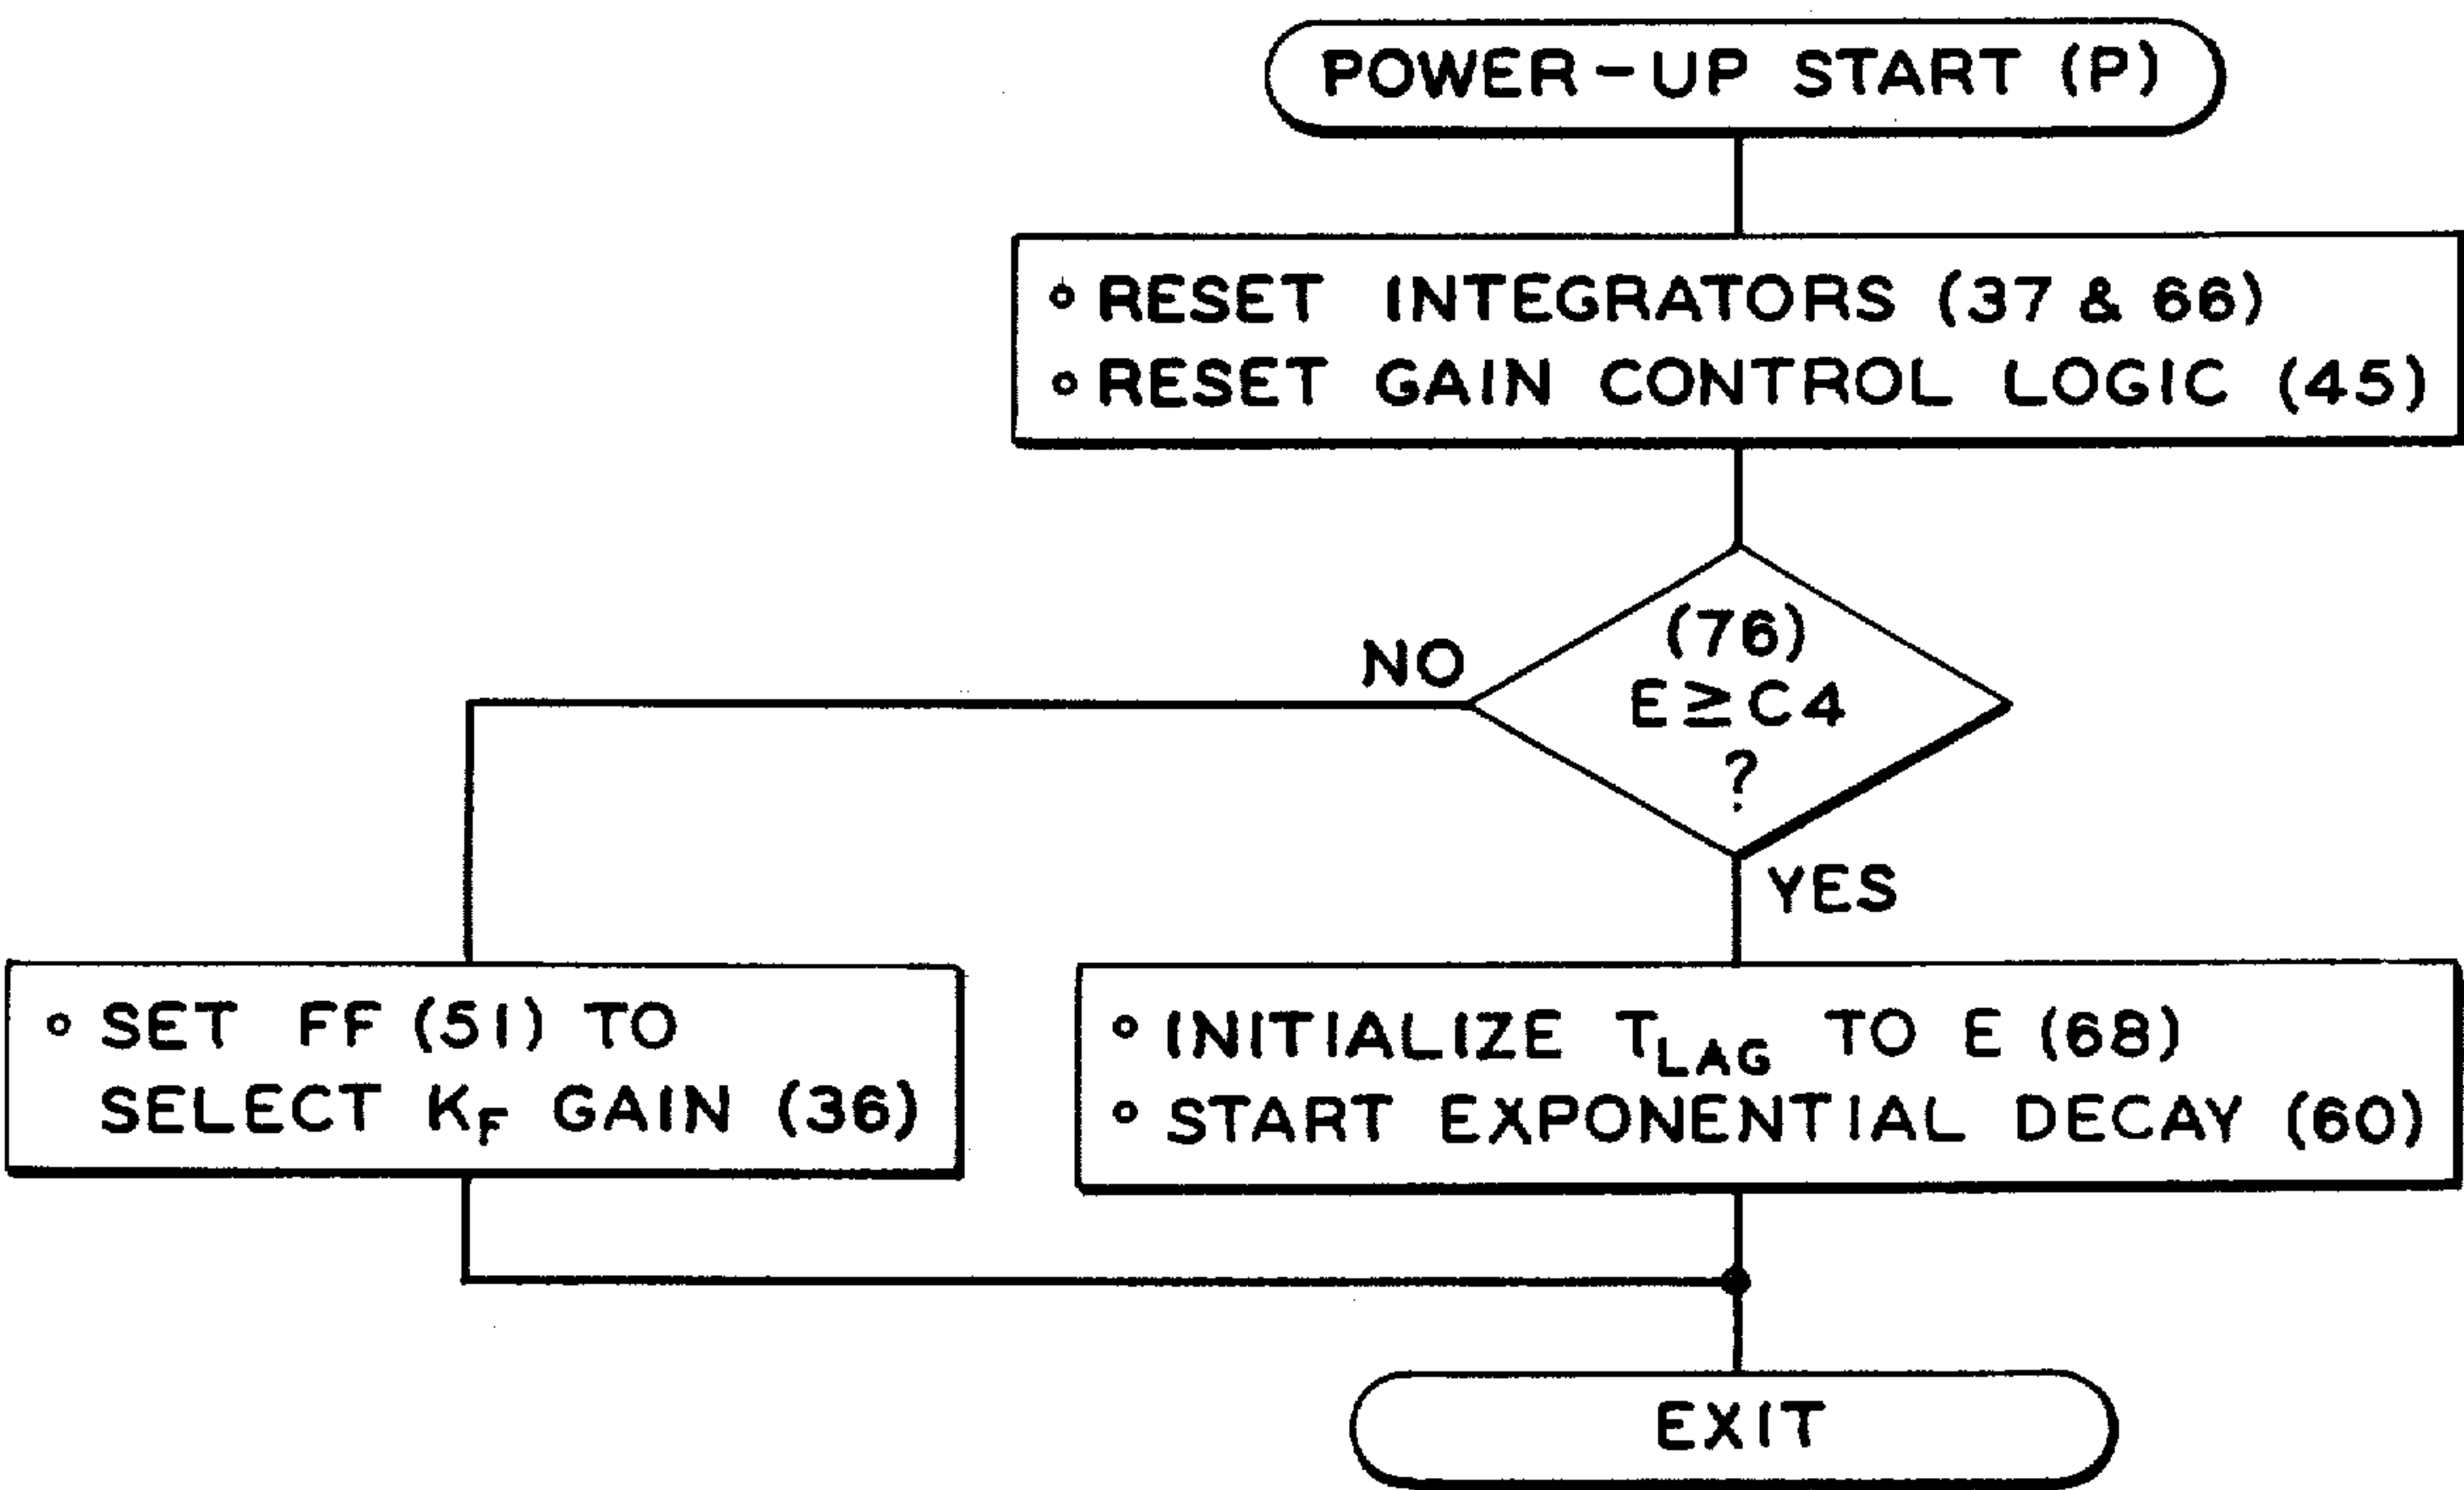 POWER-UP START (P)
∘ RESET INTEGRATORS (37 & 66)
∘ RESET GAIN CONTROL LOGIC (45)
(76)
E≥C4
?
NO
YES
∘ SET FF (51) TO
SELECT KF GAIN (36)
∘ INITIALIZE TLAG TO E (68)
∘ START EXPONENTIAL DECAY (60)
EXIT